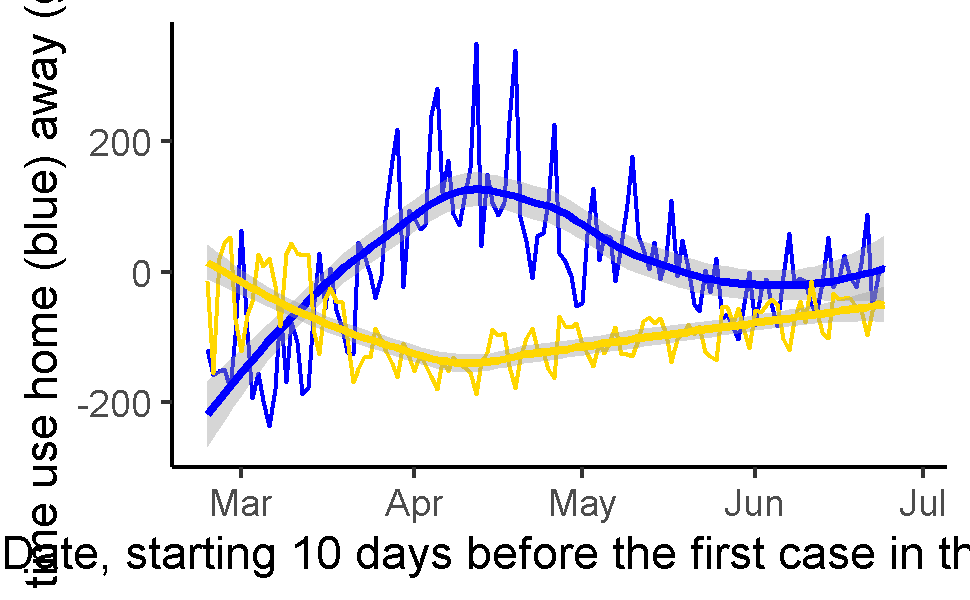 time use home (blue) away (
200
0
-200
Mar Apr May Jun Jul
Date, starting 10 days before the first case in th